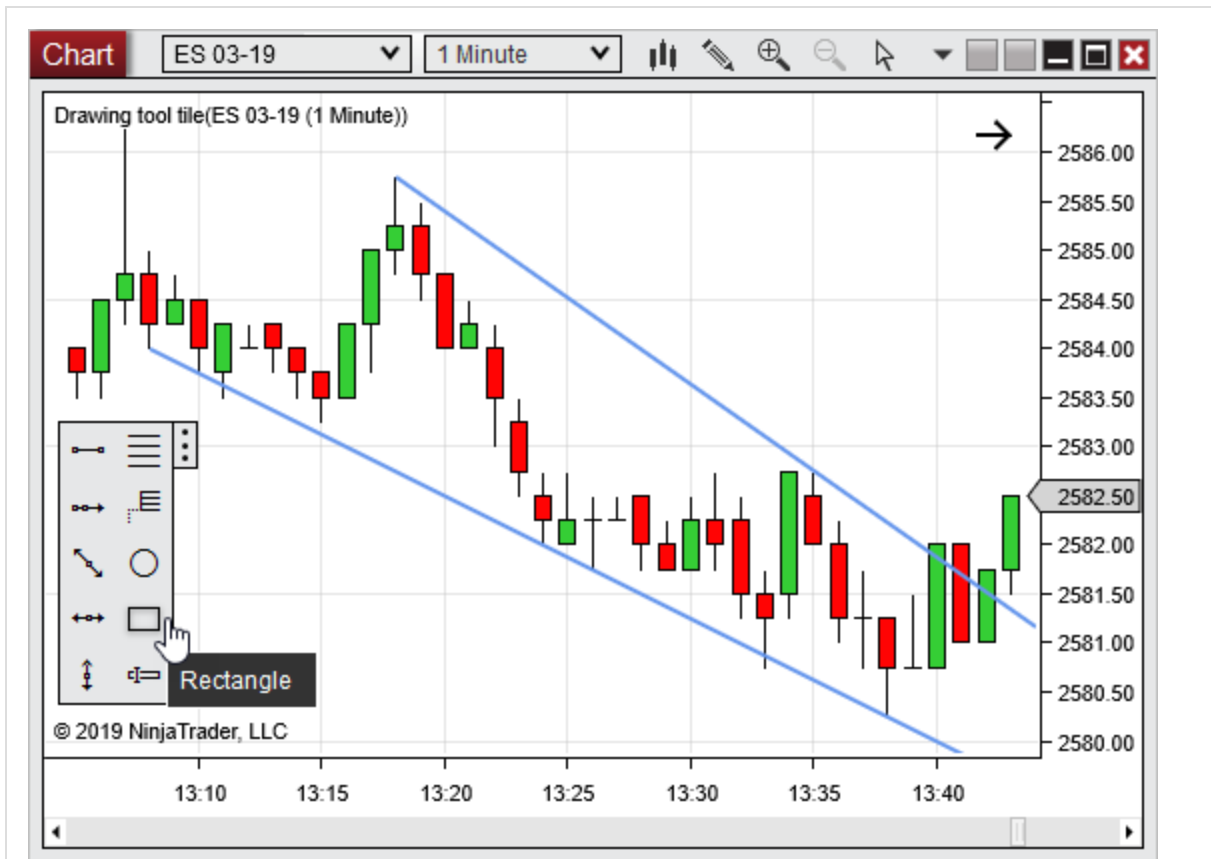 Chart ES 03-19 1 Minute
Drawing tool tile(ES 03-19 (1 Minute))
2586.00
2585.50
2585.00
2584.50
2584.00
2583.50
2583.00
2582.50
2582.00
2581.50
2581.00
2580.50
2580.00
Rectangle
© 2019 NinjaTrader, LLC
13:10 13:15 13:20 13:25 13:30 13:35 13:40